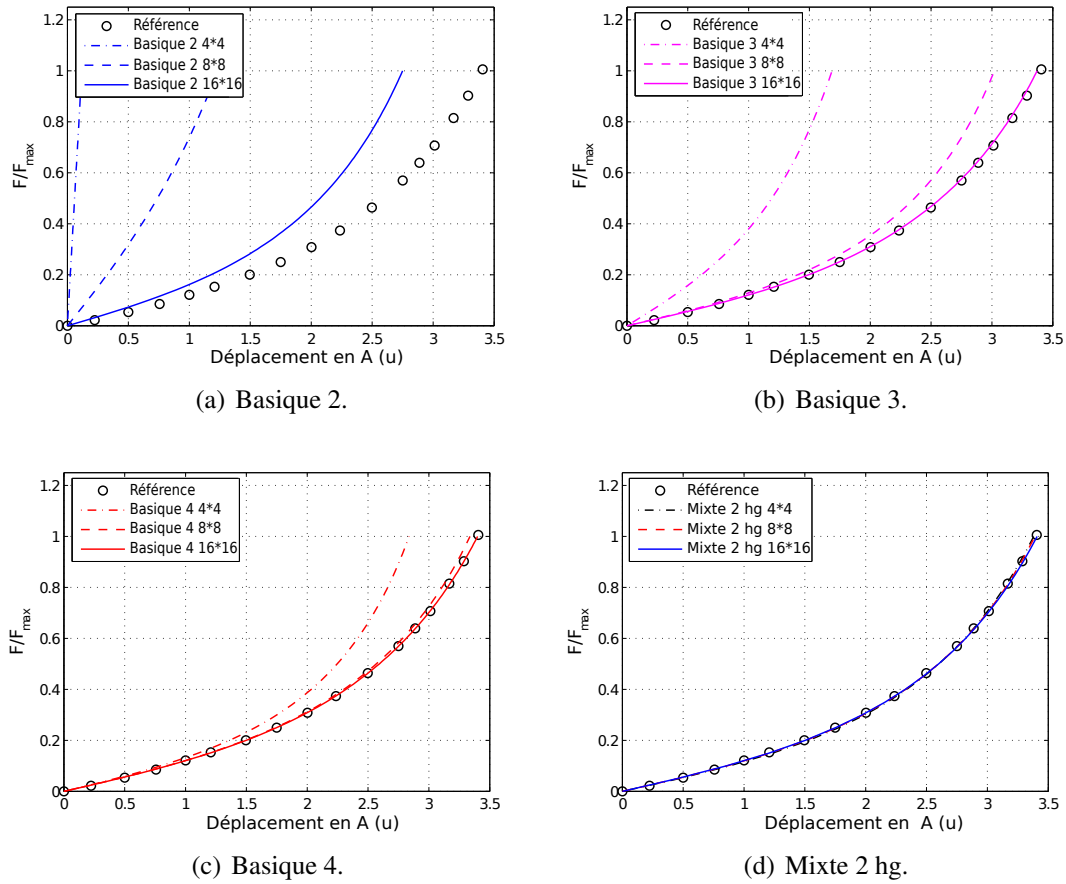 1.2
1
0.8
0.6
0.4
0.2
0
F/Fmax
Référence
Basique 2 4*4
Basique 2 8*8
Basique 2 16*16
0 0.5 1 1.5 2 2.5 3 3.5
Déplacement en A (u)
(a) Basique 2.
1.2
1
0.8
0.6
0.4
0.2
0
F/Fmax
Référence
Basique 3 4*4
Basique 3 8*8
Basique 3 16*16
0 0.5 1 1.5 2 2.5 3 3.5
Déplacement en A (u)
(b) Basique 3.
1.2
1
0.8
0.6
0.4
0.2
0
F/Fmax
Référence
Basique 4 4*4
Basique 4 8*8
Basique 4 16*16
0 0.5 1 1.5 2 2.5 3 3.5
Déplacement en A (u)
(c) Basique 4.
1.2
1
0.8
0.6
0.4
0.2
0
F/Fmax
Référence
Mixte 2 hg 4*4
Mixte 2 hg 8*8
Mixte 2 hg 16*16
0 0.5 1 1.5 2 2.5 3 3.5
Déplacement en A (u)
(d) Mixte 2 hg.